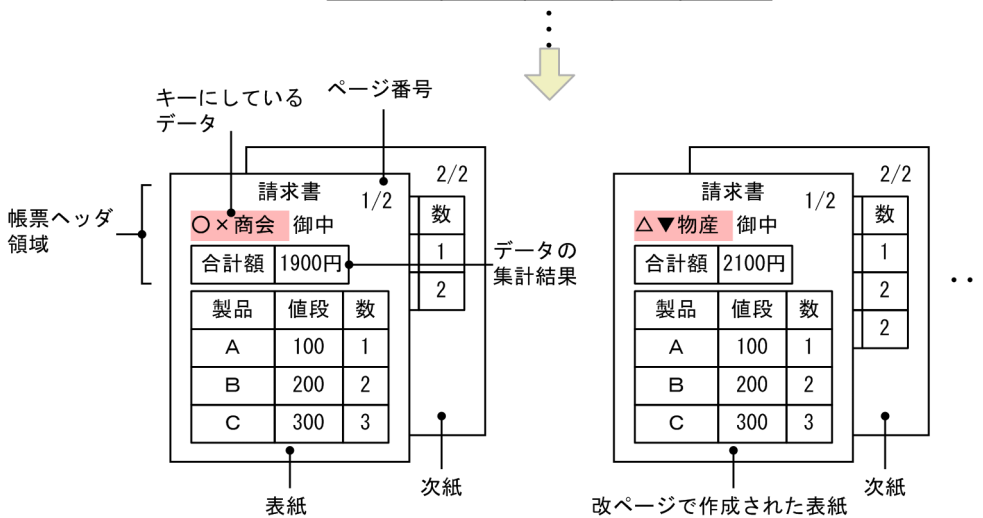 キーにしている
データ
ページ番号
帳票ヘッダ
領域
請求書
1/2
○×商会 御中
合計額 1900円
製品 値段 数
A 100 1
B 200 2
C 300 3
表紙
2/2
数
1
2
次紙
データの
集計結果
請求書
1/2
△▼物産 御中
合計額 2100円
製品 値段 数
A 100 1
B 200 2
C 300 3
改ページで作成された表紙
2/2
数
1
2
2
次紙